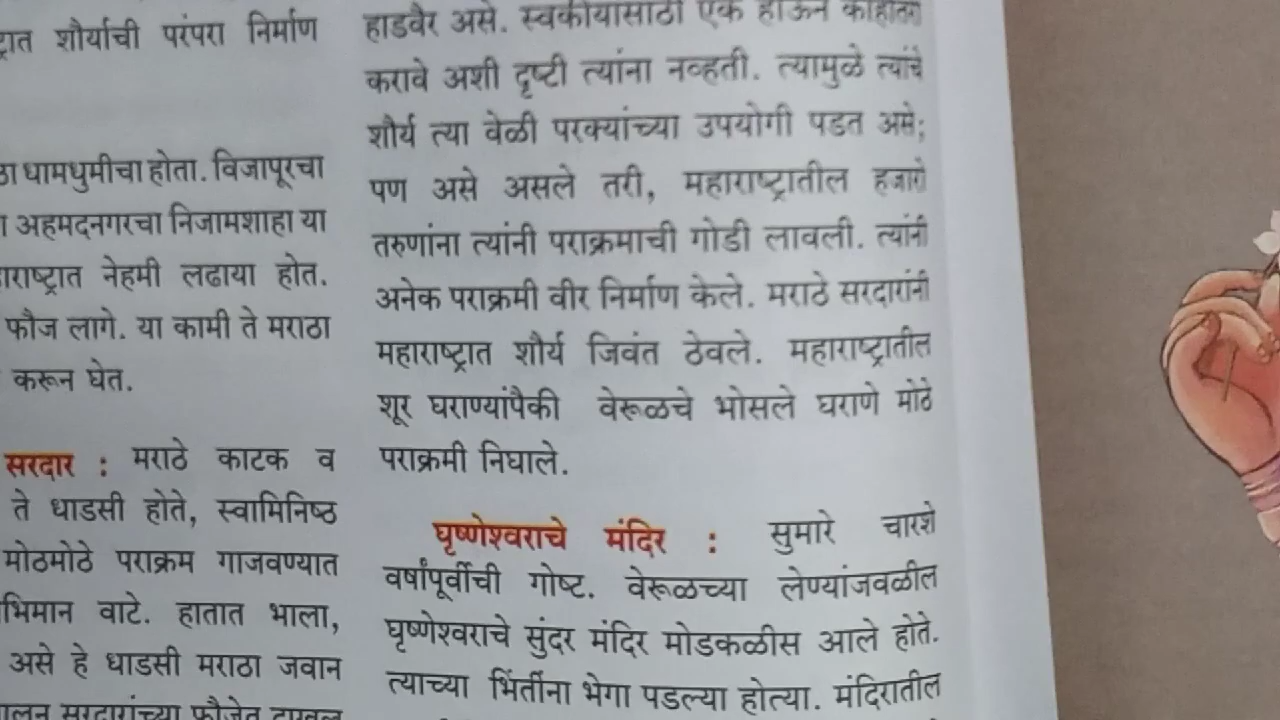 शौर्याची परंपरा निर्माण
धामधुमीचा होता. विजापूरचा
अहमदनगरचा निजामशाहा या
नेहमी लढाया होत.
फौज लागे. या कामी ते मराठा
करून घेत.
सरदार : मराठे काटक व
ते धाडसी होते, स्वामिनिष्ठ
मोठमोठे पराक्रम गाजवण्यात
वाटे. हातात भाला,
असे हे धाडसी मराठा जवान
सरदारांच्या फौजेत दाखल
हाडवैर असे. स्वकीयांसाठी एक होऊन काहीतरी
करावे अशी दृष्टी त्यांना नव्हती. त्यामुळे त्यांचे
शौर्य त्या वेळी परक्यांच्या उपयोगी पडत असे;
पण असे असले तरी, महाराष्ट्रातील हजारो
तरुणांना त्यांनी पराक्रमाची गोडी लावली. त्यांनी
अनेक पराक्रमी वीर निर्माण केले. मराठे सरदारांनी
महाराष्ट्रात शौर्य जिवंत ठेवले. महाराष्ट्रातील
शूर घराण्यांपैकी वेरूळचे भोसले घराणे मोठे
पराक्रमी निघाले.
घृष्णेश्वराचे मंदिर : सुमारे चारशे
वर्षांपूर्वीची गोष्ट. वेरूळच्या लेण्यांजवळील
घृष्णेश्वराचे सुंदर मंदिर मोडकळीस आले होते.
त्याच्या भिंतींना भेगा पडल्या होत्या. मंदिरातील